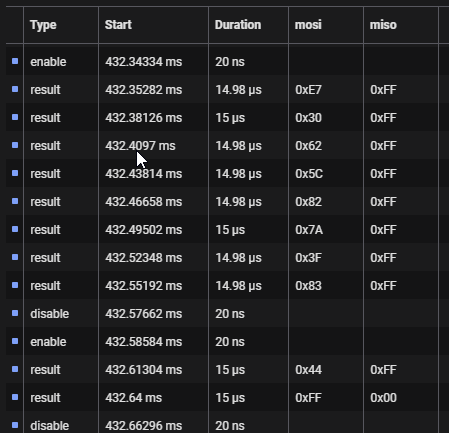 Type Start Duration mosi miso
enable 432.34334 ms 20 ns
result 432.35282 ms 14.98 µs 0xE7 0xFF
result 432.38126 ms 15 µs 0x30 0xFF
result 432.4097 ms 14.98 µs 0x62 0xFF
result 432.43814 ms 14.98 µs 0x5C 0xFF
result 432.46658 ms 14.98 µs 0x82 0xFF
result 432.49502 ms 15 µs 0x7A 0xFF
result 432.52348 ms 14.98 µs 0x3F 0xFF
result 432.55192 ms 14.98 µs 0x83 0xFF
disable 432.57662 ms 20 ns
enable 432.58584 ms 20 ns
result 432.61304 ms 15 µs 0x44 0xFF
result 432.64 ms 15 µs 0xFF 0x00
disable 432.66296 ms 20 ns